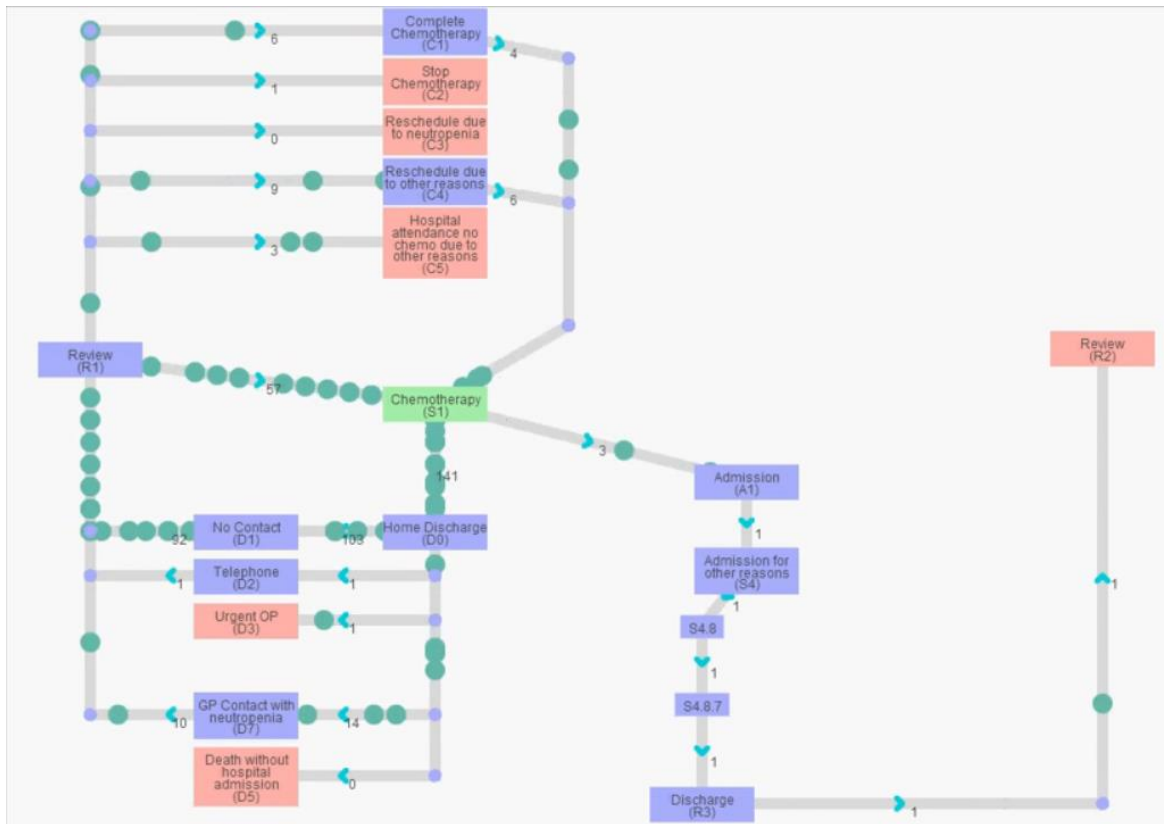 Complete
Chemotherapy
(C1)
6
4
Stop
Chemotherapy
(C2)
1
Reschedule due
to neutropenia
(C3)
0
Reschedule due
to other reasons
(C4)
9
6
Hospital
attendance no
chemo due to
other reasons
(C5)
3
Review
(R1)
57
Chemotherapy
(S1)
Review
(R2)
3
141
Admission
(A1)
1
No Contact
(D1)
92
103
Home Discharge
(D0)
Telephone
(D2)
1
1
Admission for
other reasons
(S4)
1
Urgent OP
(D3)
1
S4.8
1
GP Contact with
neutropenia
(D7)
10
14
S4.8.7
1
Death without
hospital
admission
(D5)
0
Discharge
(R3)
1
1